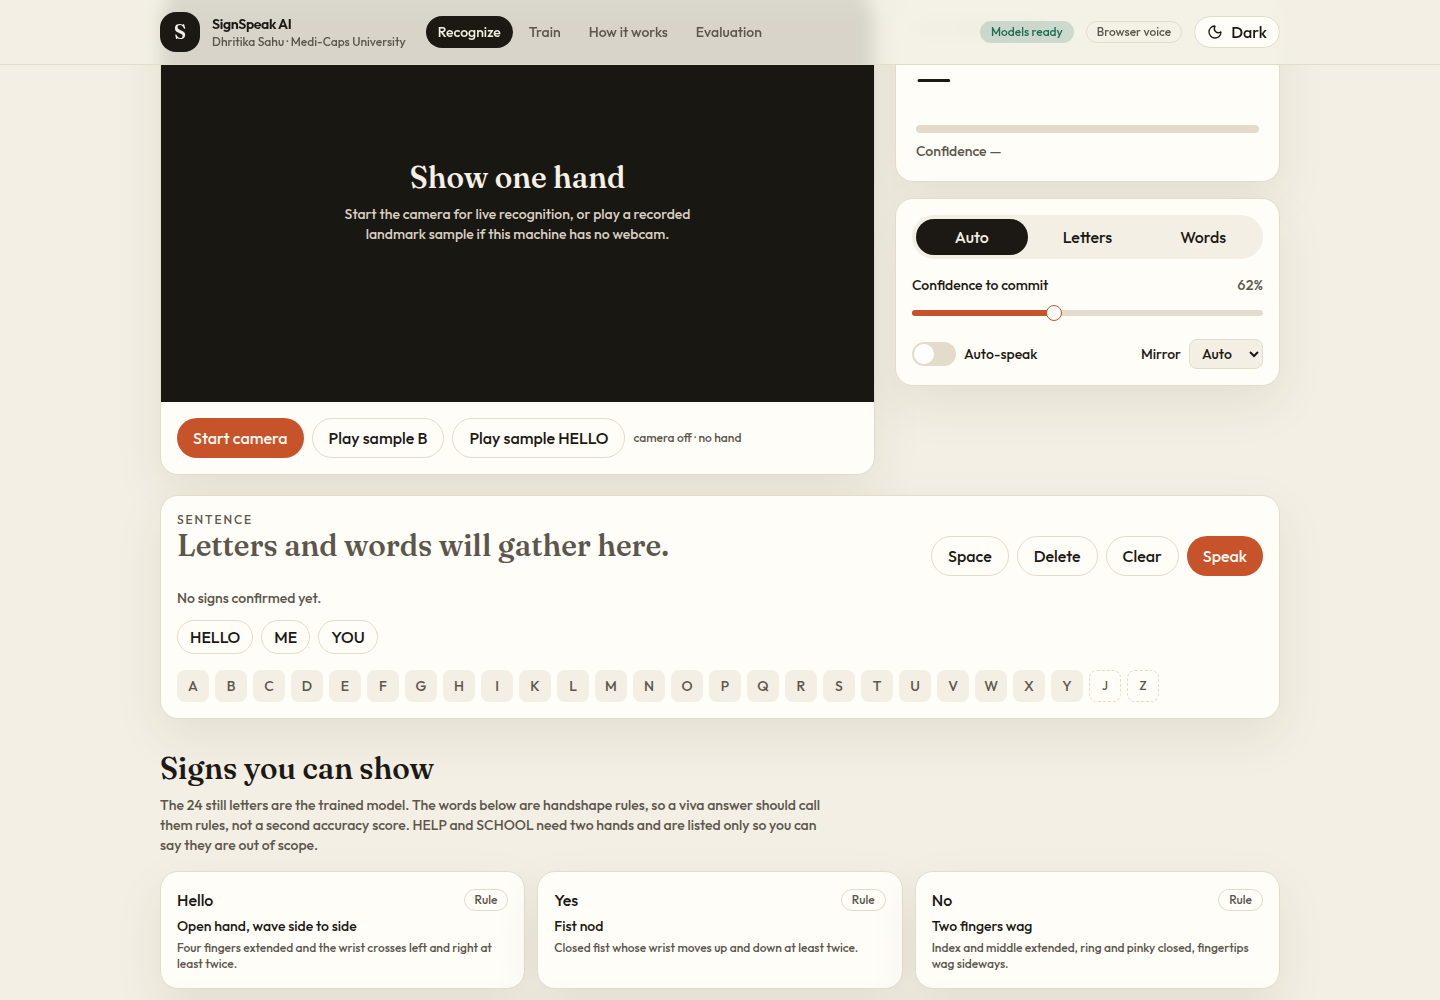 S
SignSpeak AI
Dhritika Sahu · Medi-Caps University
Recognize
Train
How it works
Evaluation
Models ready
Browser voice
Dark
Show one hand
Start the camera for live recognition, or play a recorded
landmark sample if this machine has no webcam.
Start camera
Play sample B
Play sample HELLO
camera off · no hand
—
Confidence —
Auto
Letters
Words
Confidence to commit
62%
Auto-speak
Mirror
Auto
SENTENCE
Letters and words will gather here.
Space
Delete
Clear
Speak
No signs confirmed yet.
HELLO
ME
YOU
A B C D E F G H I K L M N O P Q R S T U V W X Y J Z
Signs you can show
The 24 still letters are the trained model. The words below are handshape rules, so a viva answer should call
them rules, not a second accuracy score. HELP and SCHOOL need two hands and are listed only so you can
say they are out of scope.
Hello
Rule
Open hand, wave side to side
Four fingers extended and the wrist crosses left and right at
least twice.
Yes
Rule
Fist nod
Closed fist whose wrist moves up and down at least twice.
No
Rule
Two fingers wag
Index and middle extended, ring and pinky closed, fingertips
wag sideways.